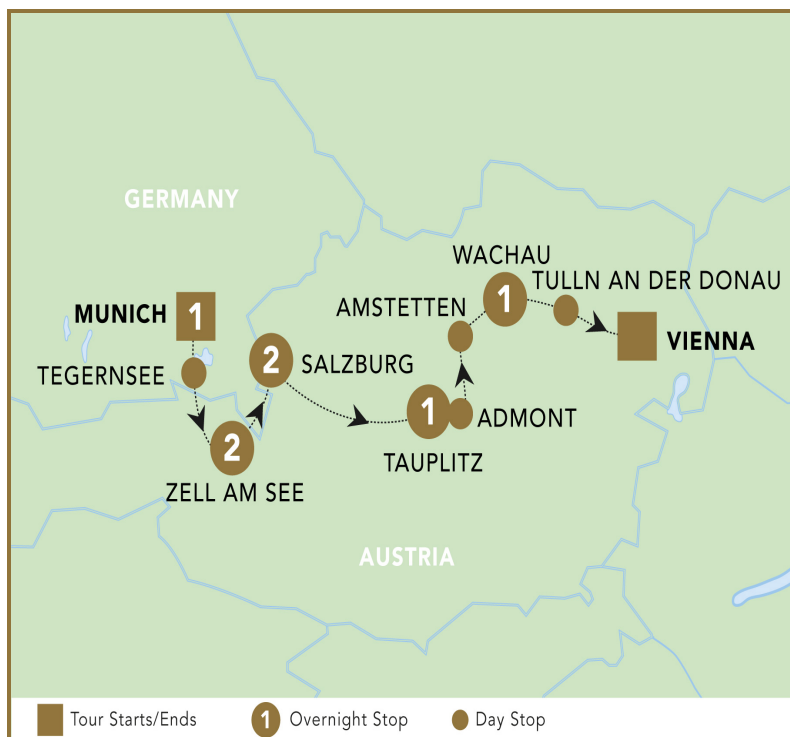 GERMANY
WACHAU
TULLN AN DER DONAU
MUNICH 1
1
AMSTETTEN
VIENNA
TEGERNSEE
2 SALZBURG
1 ADMONT
2
TAUPLITZ
ZELL AM SEE
AUSTRIA
Tour Starts/Ends 1 Overnight Stop Day Stop